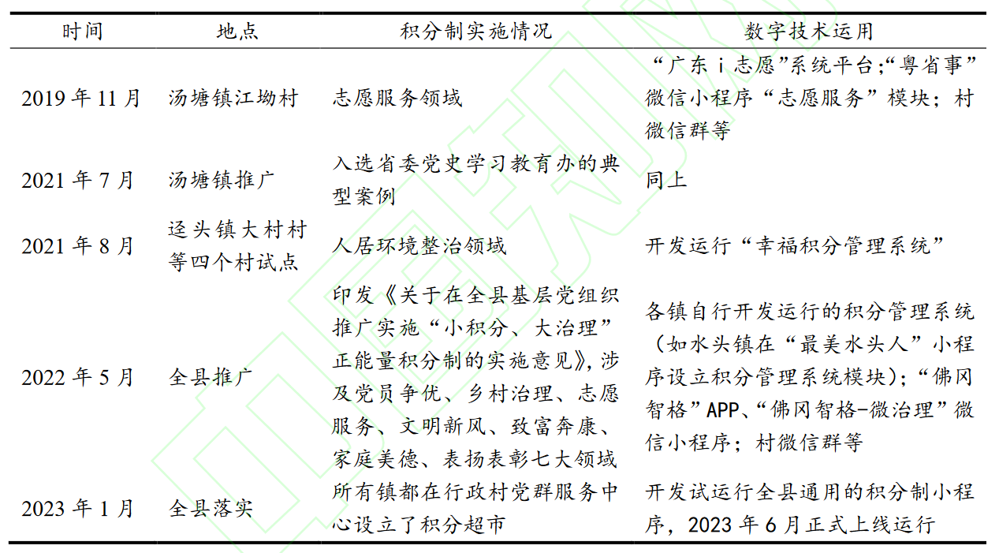 时间 地点 积分制实施情况 数字技术运用
2019 年 11 月 汤塘镇江坳村 志愿服务领域 “广东 i 志愿”系统平台;“粤省事”
微信小程序“志愿服务”模块；村
微信群等
2021 年 7 月 汤塘镇推广 入选省委党史学习教育办的典
型案例 同上
2021 年 8 月 迳头镇大村村
等四个村试点 人居环境整治领域 开发运行“幸福积分管理系统”
2022 年 5 月 全县推广 印发《关于在全县基层党组织
推广实施“小积分、大治理”
正能量积分制的实施意见》，涉
及党员争优、乡村治理、志愿
服务、文明新风、致富奔康、
家庭美德、表扬表彰七大领域
各镇自行开发运行的积分管理系统
（如水头镇在“最美水头人”小程
序设立积分管理系统模块）；“佛冈
智格”APP、“佛冈智格-微治理”微
信小程序；村微信群等
2023 年 1 月 全县落实 所有镇都在行政村党群服务中
心设立了积分超市
开发试运行全县通用的积分制小程
序，2023 年 6 月正式上线运行
中国知网